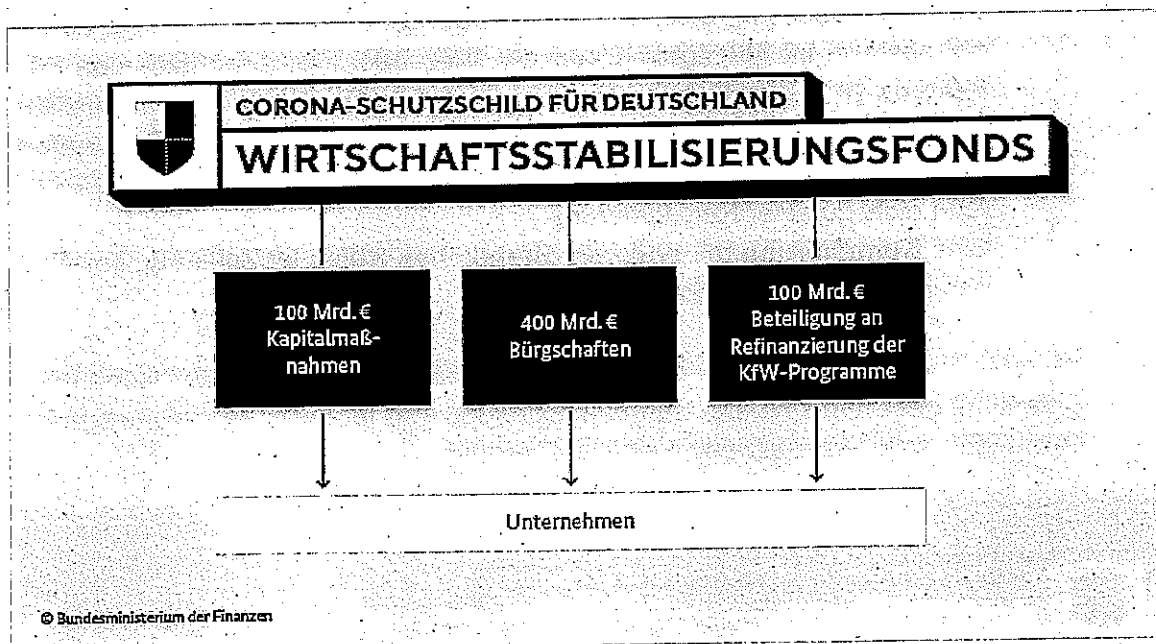 CORONA-SCHUTZSCHILD FÜR DEUTSCHLAND
WIRTSCHAFTSSTABILISIERUNGSFONDS
100 Mrd. €
Kapitalmaß-
nahmen
400 Mrd. €
Bürgschaften
100 Mrd. €
Beteiligung an
Refinanzierung der
KfW-Programme
Unternehmen
© Bundesministerium der Finanzen